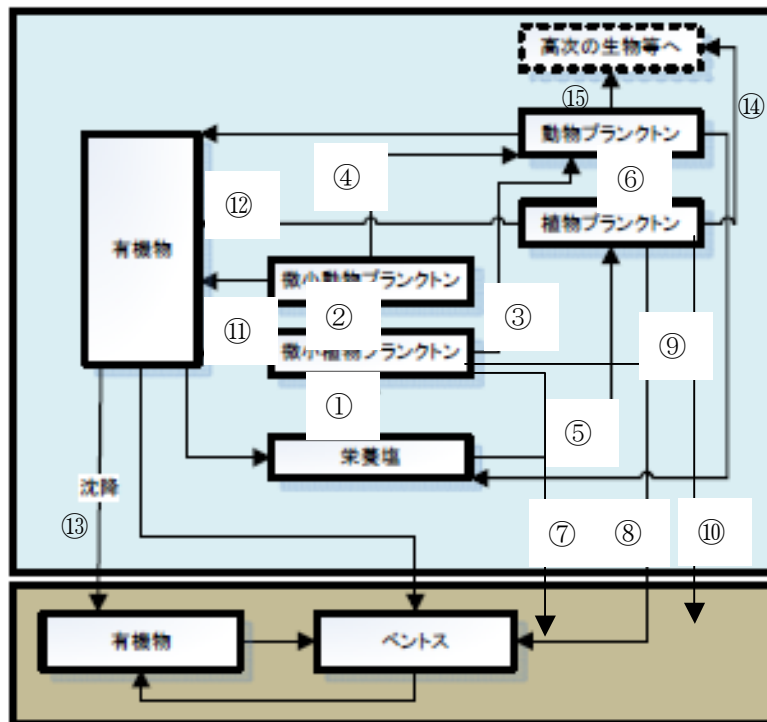 高次の生物等へ
⑮
⑭
動物プランクトン
④
⑥
⑫
植物プランクトン
有機物
微小動物プランクトン
②
③
⑪
微小植物プランクトン
⑨
①
⑤
栄養塩
沈降
⑬
⑦
⑧
⑩
有機物
ベントス